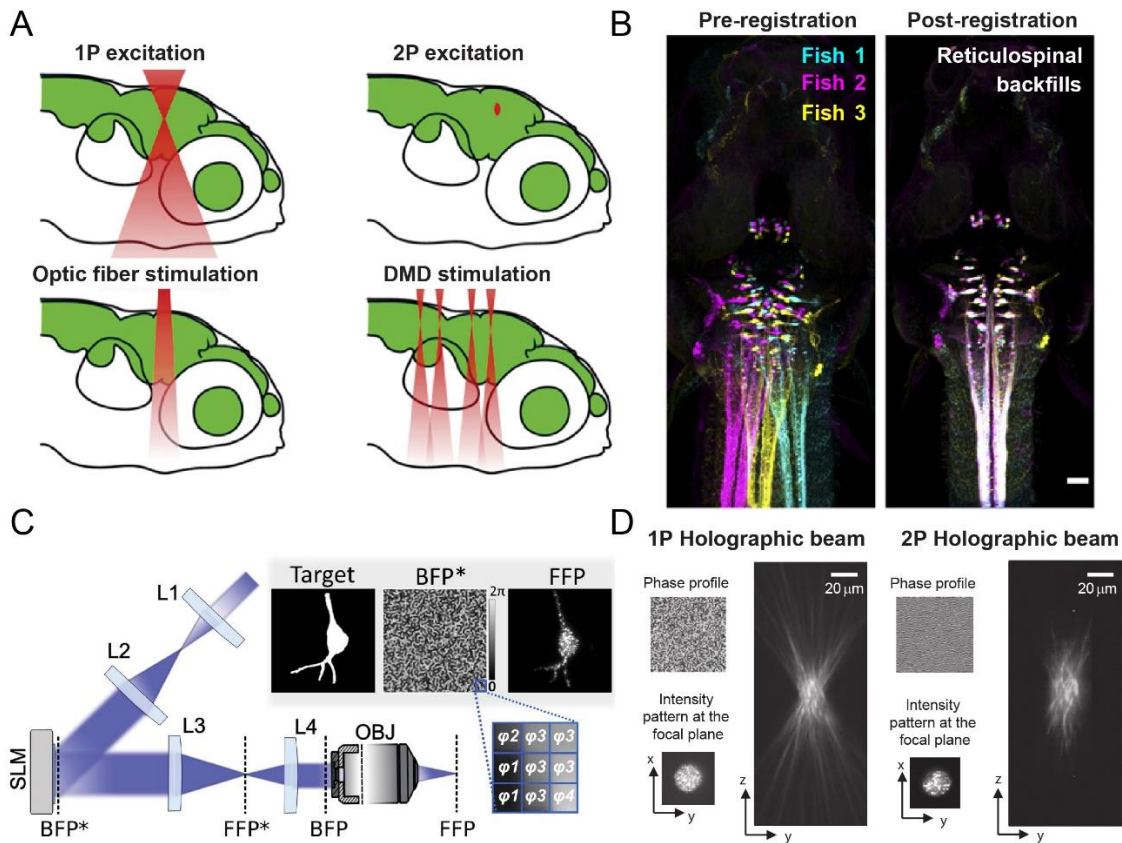 A
1P excitation
2P excitation
Optic fiber stimulation
DMD stimulation
B
Pre-registration
Post-registration
Fish 1
Fish 2
Fish 3
Reticulospinal
backfills
C
L1
L2
L3
L4
SLM
BFP*
FFP*
BFP
OBJ
FFP
Target
BFP*
FFP
2π
0
φ2 φ3 φ3
φ1 φ3 φ3
φ1 φ3 φ4
D
1P Holographic beam
2P Holographic beam
Phase profile
20 μm
Intensity
pattern at the
focal plane
x
y
z
y
Phase profile
20 μm
Intensity
pattern at the
focal plane
x
y
z
y